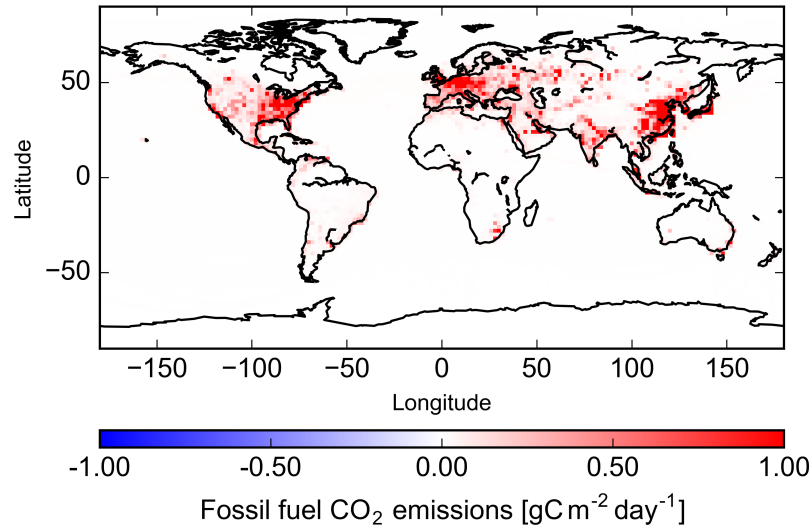 50
0
−50
Latitude
−150 −100 −50 0 50 100 150
Longitude
-1.00 -0.50 0.00 0.50 1.00
Fossil fuel CO₂ emissions [gC m⁻² day⁻¹]